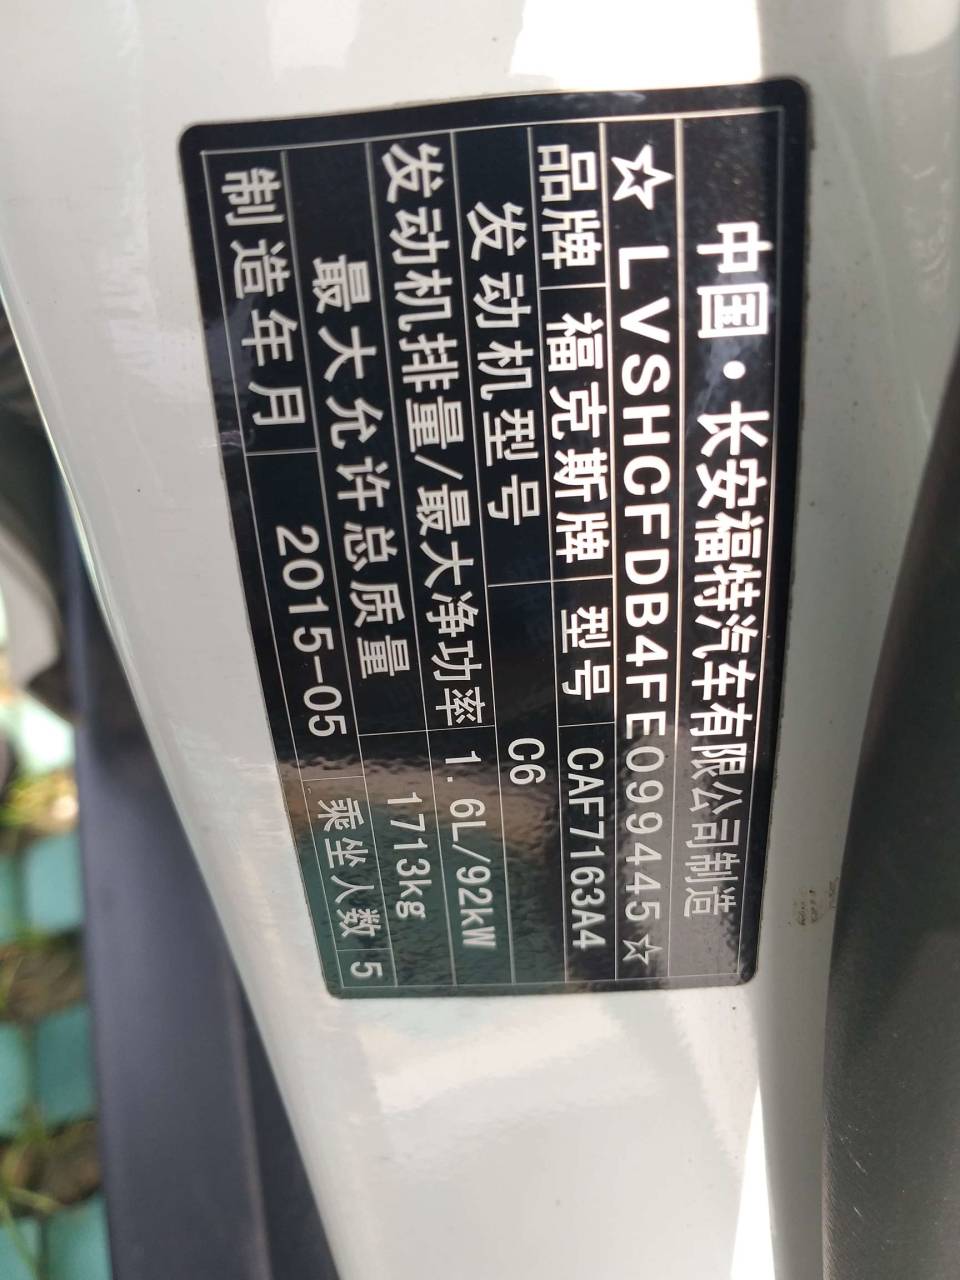 中国·长安福特汽车有限公司制造
☆ LVSHCFDB4FE099445 ☆
品牌 福克斯牌 型号 CAF7163A4
发动机型号 C6
发动机排量/最大净功率 1.6L/92kW
最大允许总质量 1713kg
制造年月 2015-05 乘坐人数 5